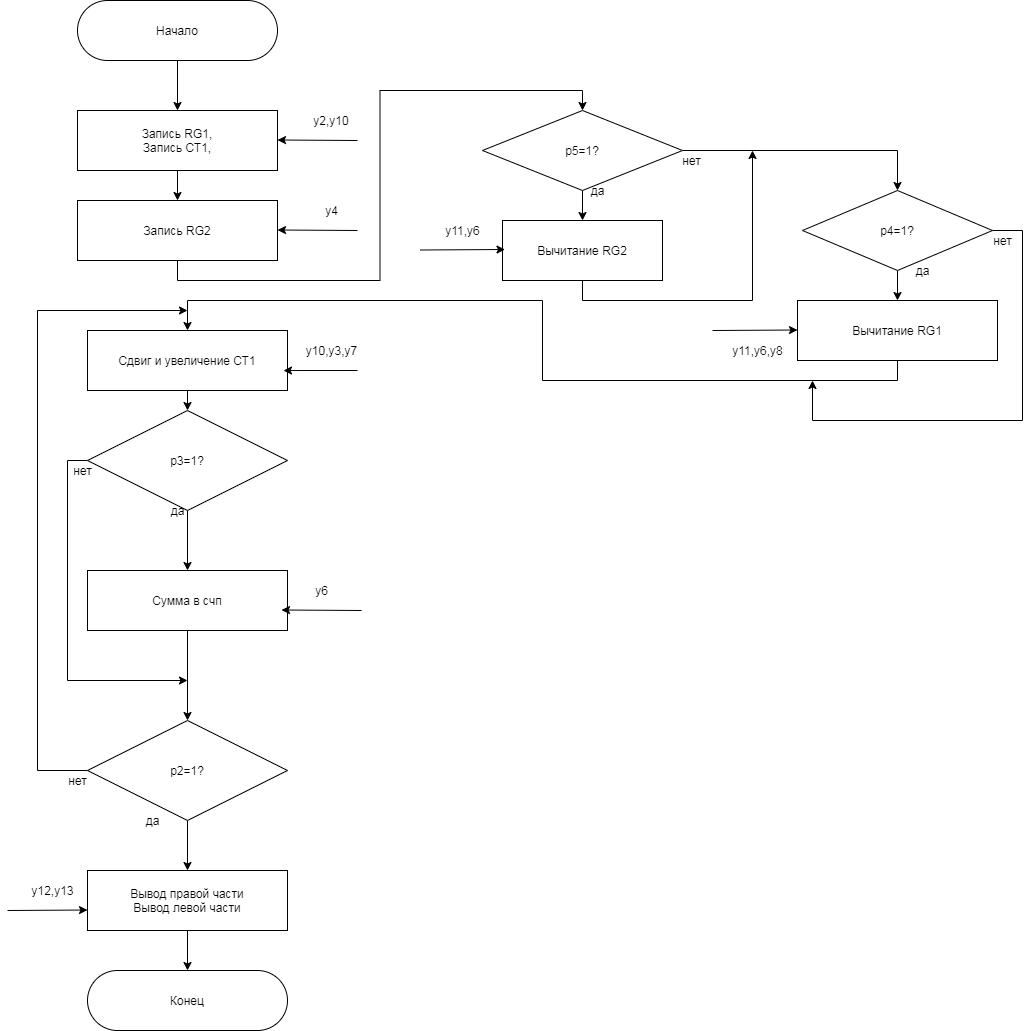 Начало
Запись RG1,
Запись CT1,
y2,y10
Запись RG2
y4
p5=1?
нет
да
Вычитание RG2
y11,y6
p4=1?
нет
да
Вычитание RG1
y11,y6,y8
Сдвиг и увеличение CT1
y10,y3,y7
p3=1?
нет
да
Сумма в счп
y6
p2=1?
нет
да
Вывод правой части
Вывод левой части
y12,y13
Конец